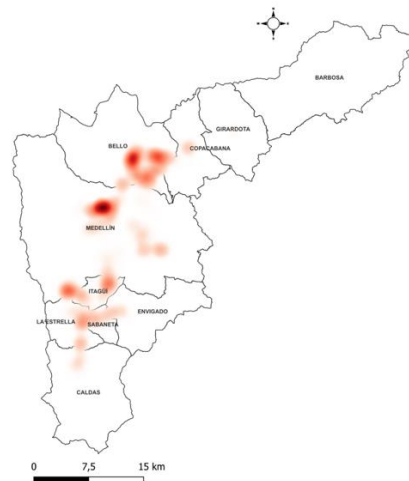 BARBOSA
GIRARDOTA
BELLO
COPACABANA
MEDELLÍN
ITAGÜÍ
ENVIGADO
LA ESTRELLA
SABANETA
CALDAS
0 7,5 15 km